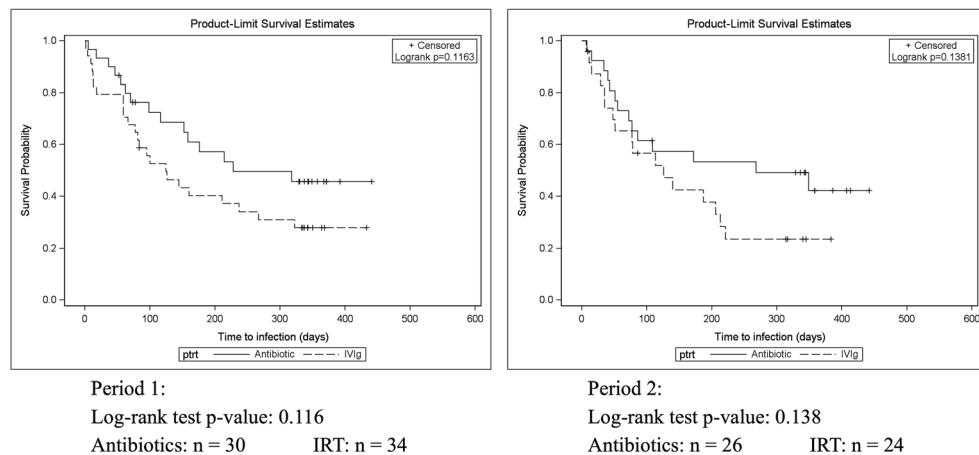 Product-Limit Survival Estimates
+ Censored
Logrank p=0.1163
Survival Probability
1.0
0.8
0.6
0.4
0.2
0.0
0 100 200 300 400 500 600
Time to infection (days)
ptrt Antibiotic IVIg
Period 1:
Log-rank test p-value: 0.116
Antibiotics: n = 30 IRT: n = 34
Product-Limit Survival Estimates
+ Censored
Logrank p=0.1381
Survival Probability
1.0
0.8
0.6
0.4
0.2
0.0
0 100 200 300 400 500 600
Time to infection (days)
ptrt Antibiotic IVIg
Period 2:
Log-rank test p-value: 0.138
Antibiotics: n = 26 IRT: n = 24